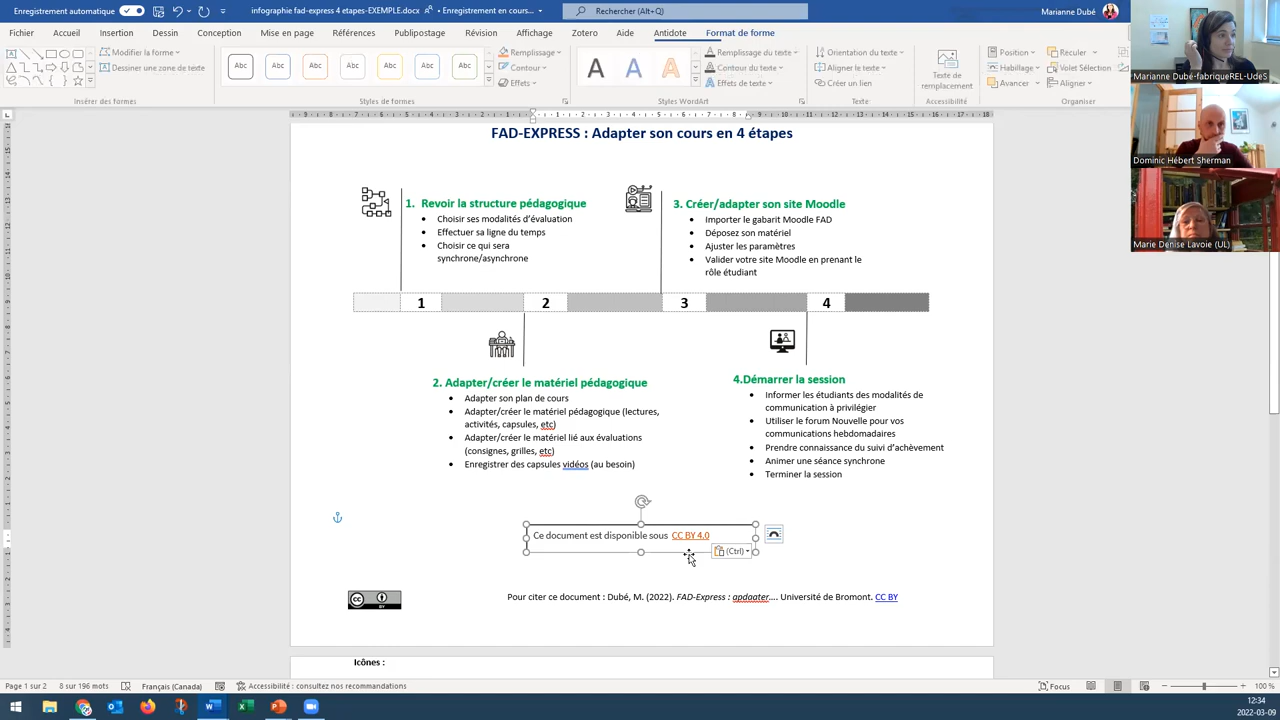 Enregistrement automatique
infographie fad-express 4 etapes-EXEMPLE.docx
Enregistrement en cours...
Rechercher (Alt+Q)
Marianne Dubé
Fichier
Accueil
Insertion
Dessin
Conception
Mise en page
Références
Publipostage
Révision
Affichage
Zotero
Aide
Antidote
Format de forme
Modifier la forme
Dessiner une zone de texte
Insérer des formes
Abc Abc Abc Abc Abc Abc Abc
Remplissage
Contour
Effets
Styles de formes
A A A
Remplissage du texte
Contour du texte
Effets de texte
Styles WordArt
Orientation du texte
Aligner le texte
Créer un lien
Texte
Texte de
remplacement
Accessibilité
Position
Habillage
Avancer
Reculer
Volet Sélection
Aligner
Organiser
Marianne Dubé-fabriqueREL-UdeS
Dominic Hébert Sherman
Marie Denise Lavoie (UL)
FAD-EXPRESS : Adapter son cours en 4 étapes
1. Revoir la structure pédagogique
• Choisir ses modalités d'évaluation
• Effectuer sa ligne du temps
• Choisir ce qui sera
synchrone/asynchrone
3. Créer/adapter son site Moodle
• Importer le gabarit Moodle FAD
• Déposez son matériel
• Ajuster les paramètres
• Valider votre site Moodle en prenant le
rôle étudiant
1 2 3 4
2. Adapter/créer le matériel pédagogique
• Adapter son plan de cours
• Adapter/créer le matériel pédagogique (lectures,
activités, capsules, etc)
• Adapter/créer le matériel lié aux évaluations
(consignes, grilles, etc)
• Enregistrer des capsules vidéos (au besoin)
4.Démarrer la session
• Informer les étudiants des modalités de
communication à privilégier
• Utiliser le forum Nouvelle pour vos
communications hebdomadaires
• Prendre connaissance du suivi d'achèvement
• Animer une séance synchrone
• Terminer la session
Ce document est disponible sous CC BY 4.0
(Ctrl)
cc BY
Pour citer ce document : Dubé, M. (2022). FAD-Express : apdaater.... Université de Bromont. CC BY
Icônes :
Page 1 sur 2
8 sur 196 mots
Français (Canada)
Accessibilité : consultez nos recommandations
Focus
100 %
12:34
2022-03-09